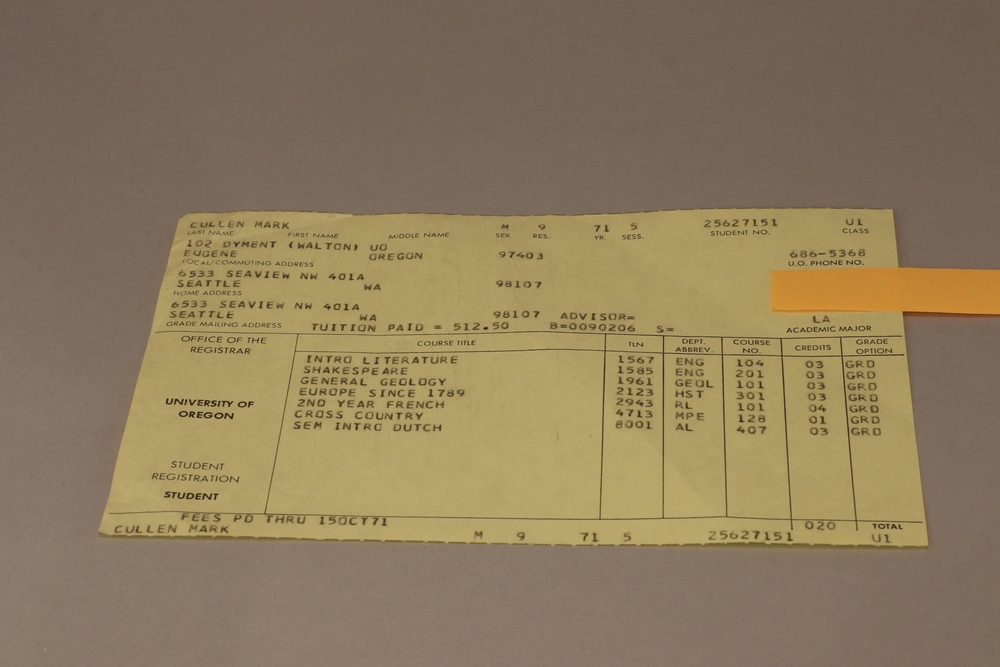 CULLEN MARK M 9 71 5 25627151 U1
LAST NAME FIRST NAME MIDDLE NAME SEX RES. YR. SESS. STUDENT NO. CLASS
102 DYMENT (WALTON) UO
EUGENE OREGON 97403 686-5368
LOCAL/COMMUTING ADDRESS U.O. PHONE NO.
6533 SEAVIEW NW 401A
SEATTLE WA 98107
HOME ADDRESS
6533 SEAVIEW NW 401A
SEATTLE WA 98107 ADVISOR= LA
GRADE MAILING ADDRESS TUITION PAID = 512.50 B=0090206 S= ACADEMIC MAJOR
OFFICE OF THE REGISTRAR COURSE TITLE TLN DEPT. ABBREV. COURSE NO. CREDITS GRADE OPTION
INTRO LITERATURE 1567 ENG 104 03 GRD
SHAKESPEARE 1585 ENG 201 03 GRD
GENERAL GEOLOGY 1961 GEOL 101 03 GRD
EUROPE SINCE 1789 2123 HST 301 03 GRD
2ND YEAR FRENCH 2943 RL 101 04 GRD
CROSS COUNTRY 4713 MPE 128 01 GRD
SEM INTRO DUTCH 8001 AL 407 03 GRD
UNIVERSITY OF
OREGON
STUDENT
REGISTRATION
STUDENT
FEES PD THRU 15OCT71 020 TOTAL
CULLEN MARK M 9 71 5 25627151 U1